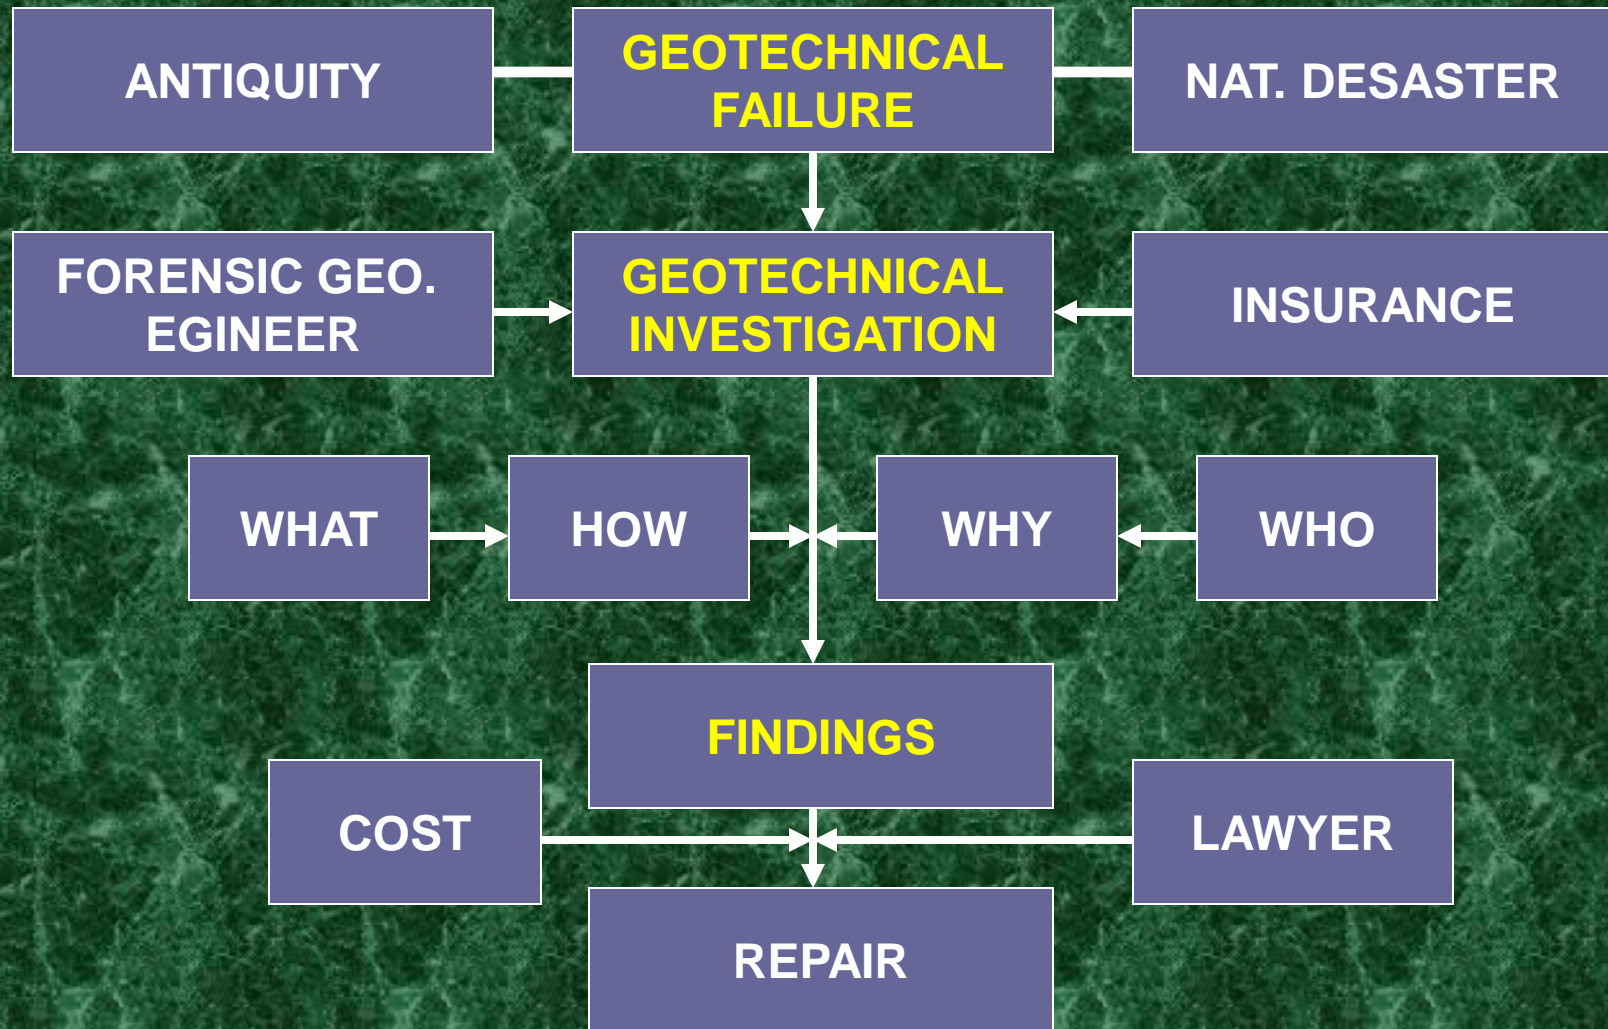 ANTIQUITY
GEOTECHNICAL
FAILURE
NAT. DESASTER
FORENSIC GEO.
EGINEER
GEOTECHNICAL
INVESTIGATION
INSURANCE
WHAT
HOW
WHY
WHO
FINDINGS
COST
LAWYER
REPAIR